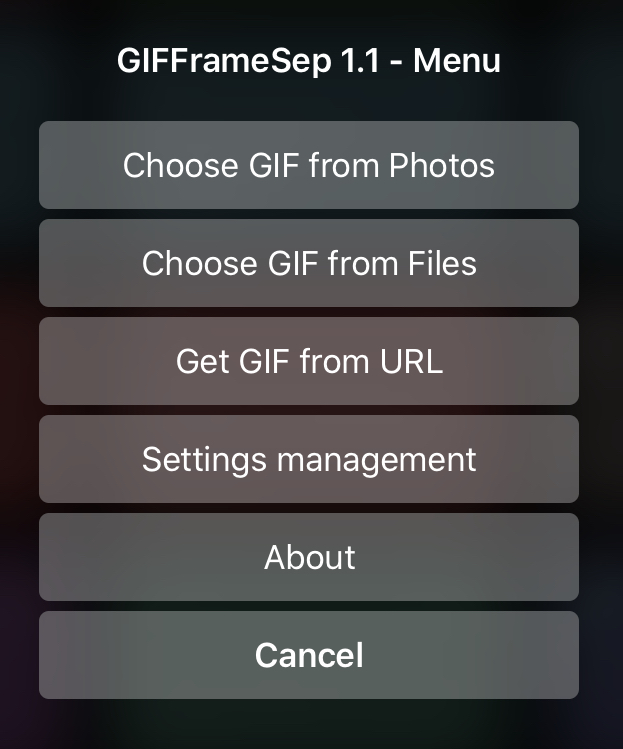 GIFFrameSep 1.1 - Menu
Choose GIF from Photos
Choose GIF from Files
Get GIF from URL
Settings management
About
Cancel